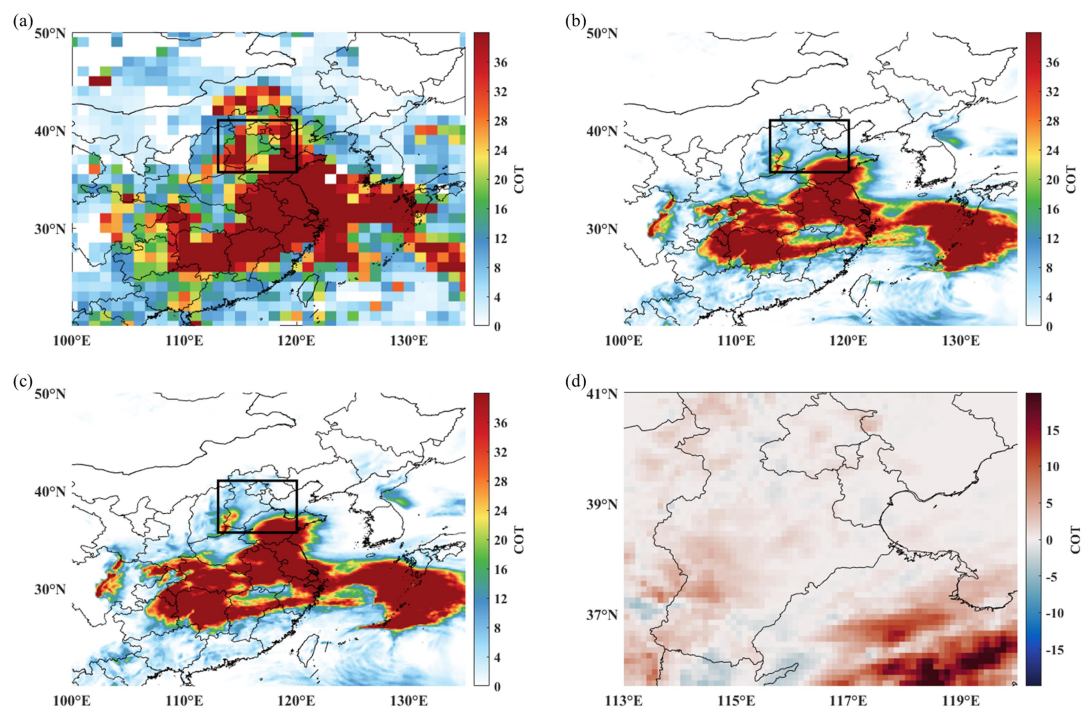 (a)
50°N
40°N
30°N
100°E 110°E 120°E 130°E
36
32
28
24
20
16
12
8
4
0
COT
(b)
50°N
40°N
30°N
100°E 110°E 120°E 130°E
36
32
28
24
20
16
12
8
4
0
COT
(c)
50°N
40°N
30°N
100°E 110°E 120°E 130°E
36
32
28
24
20
16
12
8
4
0
COT
(d)
41°N
39°N
37°N
113°E 115°E 117°E 119°E
15
10
5
0
-5
-10
-15
COT